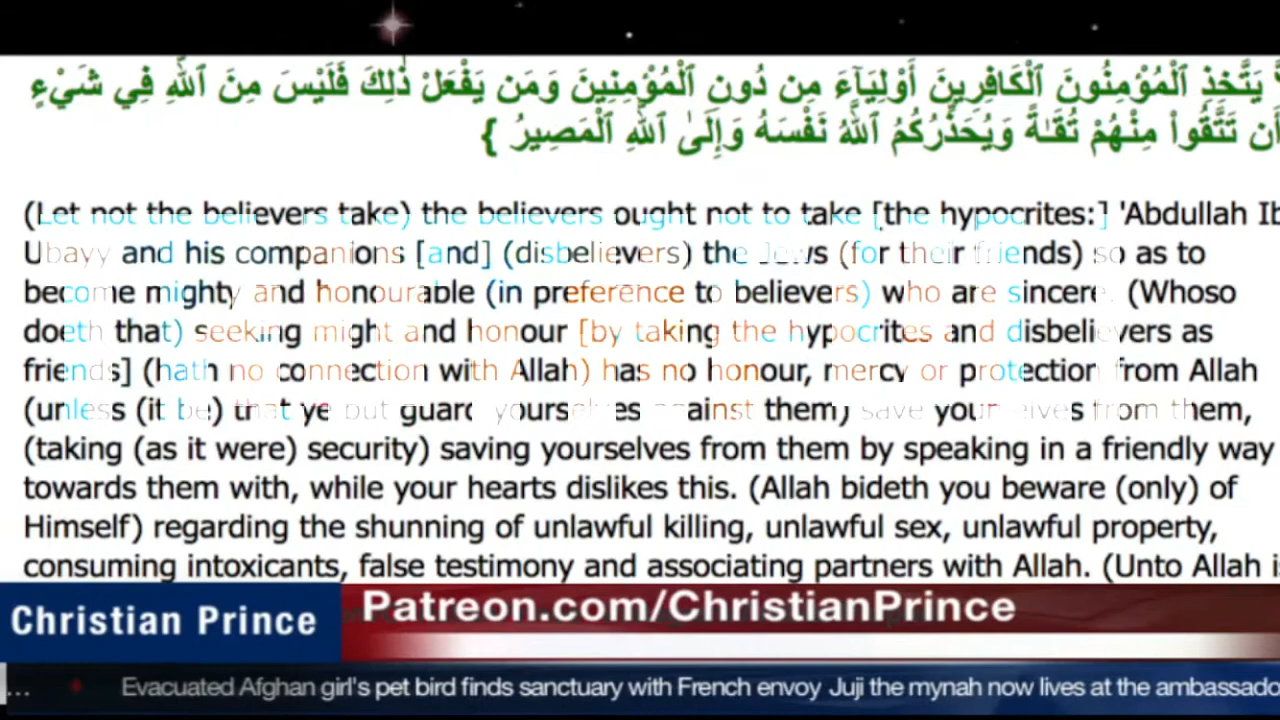 يَتَّخِذِ ٱلْمُؤْمِنُونَ ٱلْكَافِرِينَ أَوْلِيَآءَ مِن دُونِ ٱلْمُؤْمِنِينَ وَمَن يَفْعَلْ ذٰلِكَ فَلَيْسَ مِنَ ٱللَّهِ فِي شَيْءٍ
أَن تَتَّقُواْ مِنْهُمْ تُقَـٰةً وَيُحَذِّرُكُمُ ٱللَّهُ نَفْسَهُ وَإِلَىٰ ٱللَّهِ ٱلْمَصِيرُ }
(Let not the believers take) the believers ought not to take [the hypocrites:] 'Abdullah Ib
Ubayy and his companions [and] (disbelievers) the Jews (for their friends) so as to
become mighty and honourable (in preference to believers) who are sincere. (Whoso
doeth that) seeking might and honour [by taking the hypocrites and disbelievers as
friends] (hath no connection with Allah) has no honour, mercy or protection from Allah
(unless (it be) that ye but guard yourselves against them) save yourselves from them,
(taking (as it were) security) saving yourselves from them by speaking in a friendly way
towards them with, while your hearts dislikes this. (Allah bideth you beware (only) of
Himself) regarding the shunning of unlawful killing, unlawful sex, unlawful property,
consuming intoxicants, false testimony and associating partners with Allah. (Unto Allah i
Christian Prince
Patreon.com/ChristianPrince
... Evacuated Afghan girl's pet bird finds sanctuary with French envoy Juji the mynah now lives at the ambassado